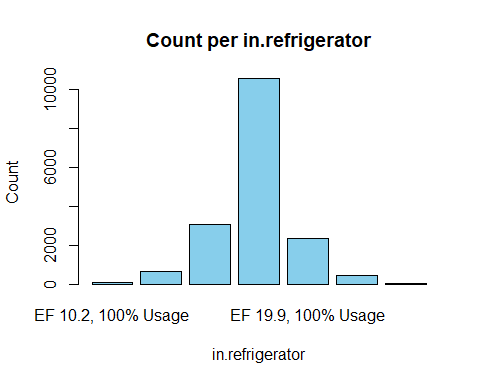 Count per in.refrigerator
Count
10000
6000
2000
0
EF 10.2, 100% Usage
EF 19.9, 100% Usage
in.refrigerator